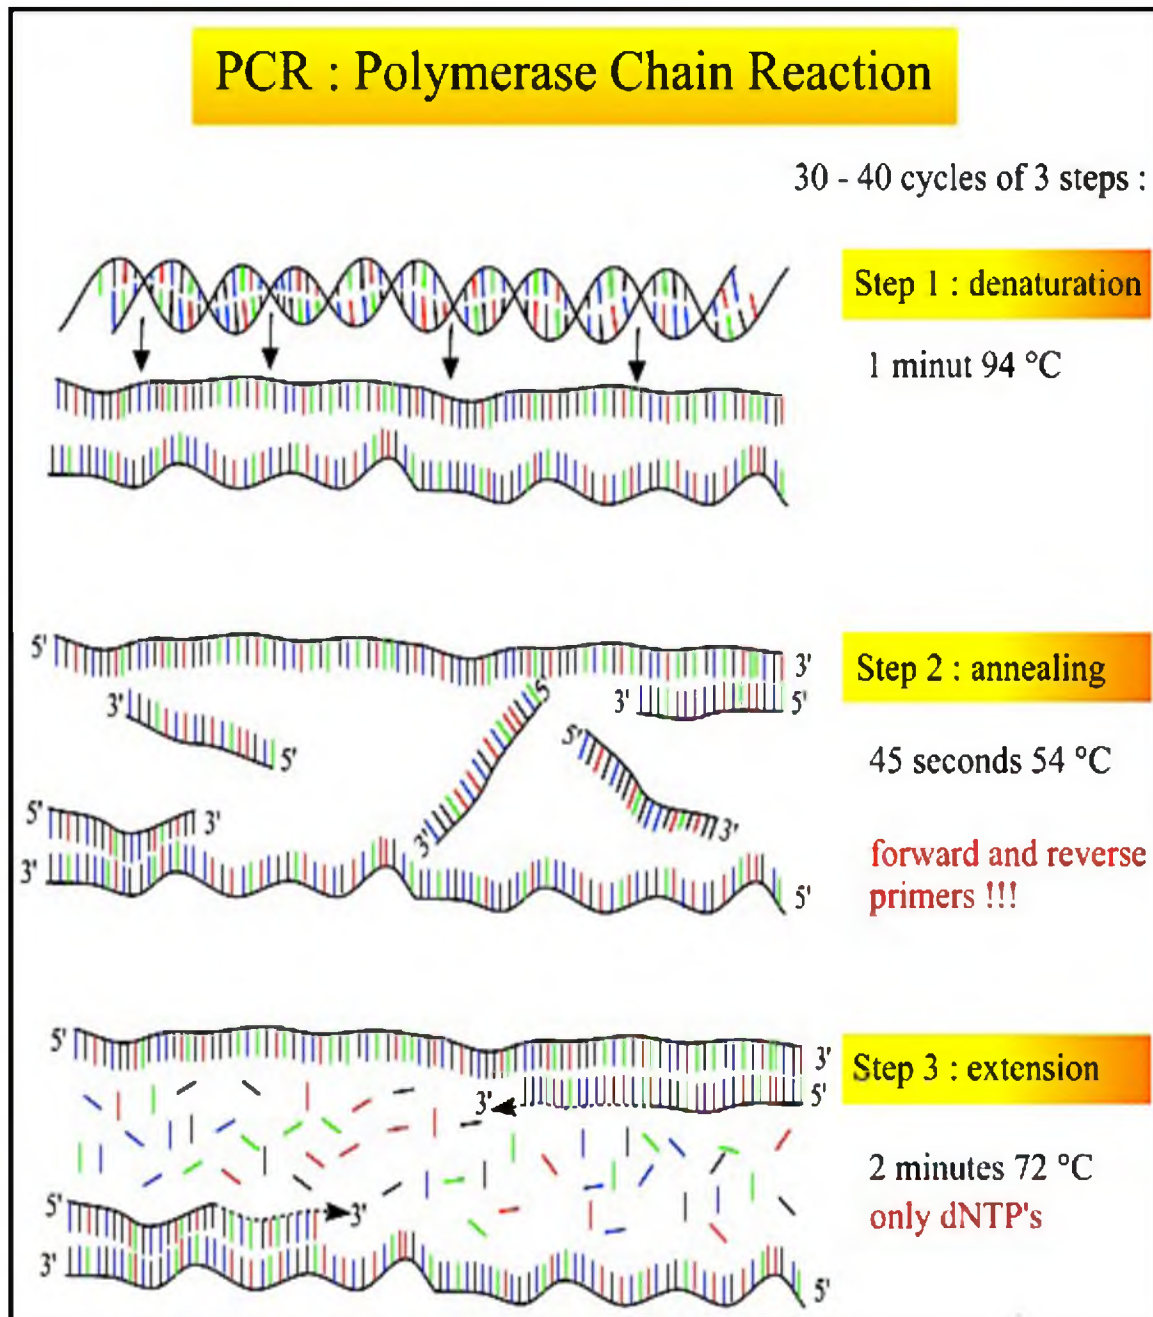 PCR : Polymerase Chain Reaction
30 - 40 cycles of 3 steps :
Step 1 : denaturation
1 minut 94 °C
5'
3'
Step 2 : annealing
3'
5'
3'
5'
5'
45 seconds 54 °C
5'
3'
3'
3'
forward and reverse
primers !!!
3'
5'
5'
3'
Step 3 : extension
3'
5'
2 minutes 72 °C
only dNTP's
5'
3'
3'
5'